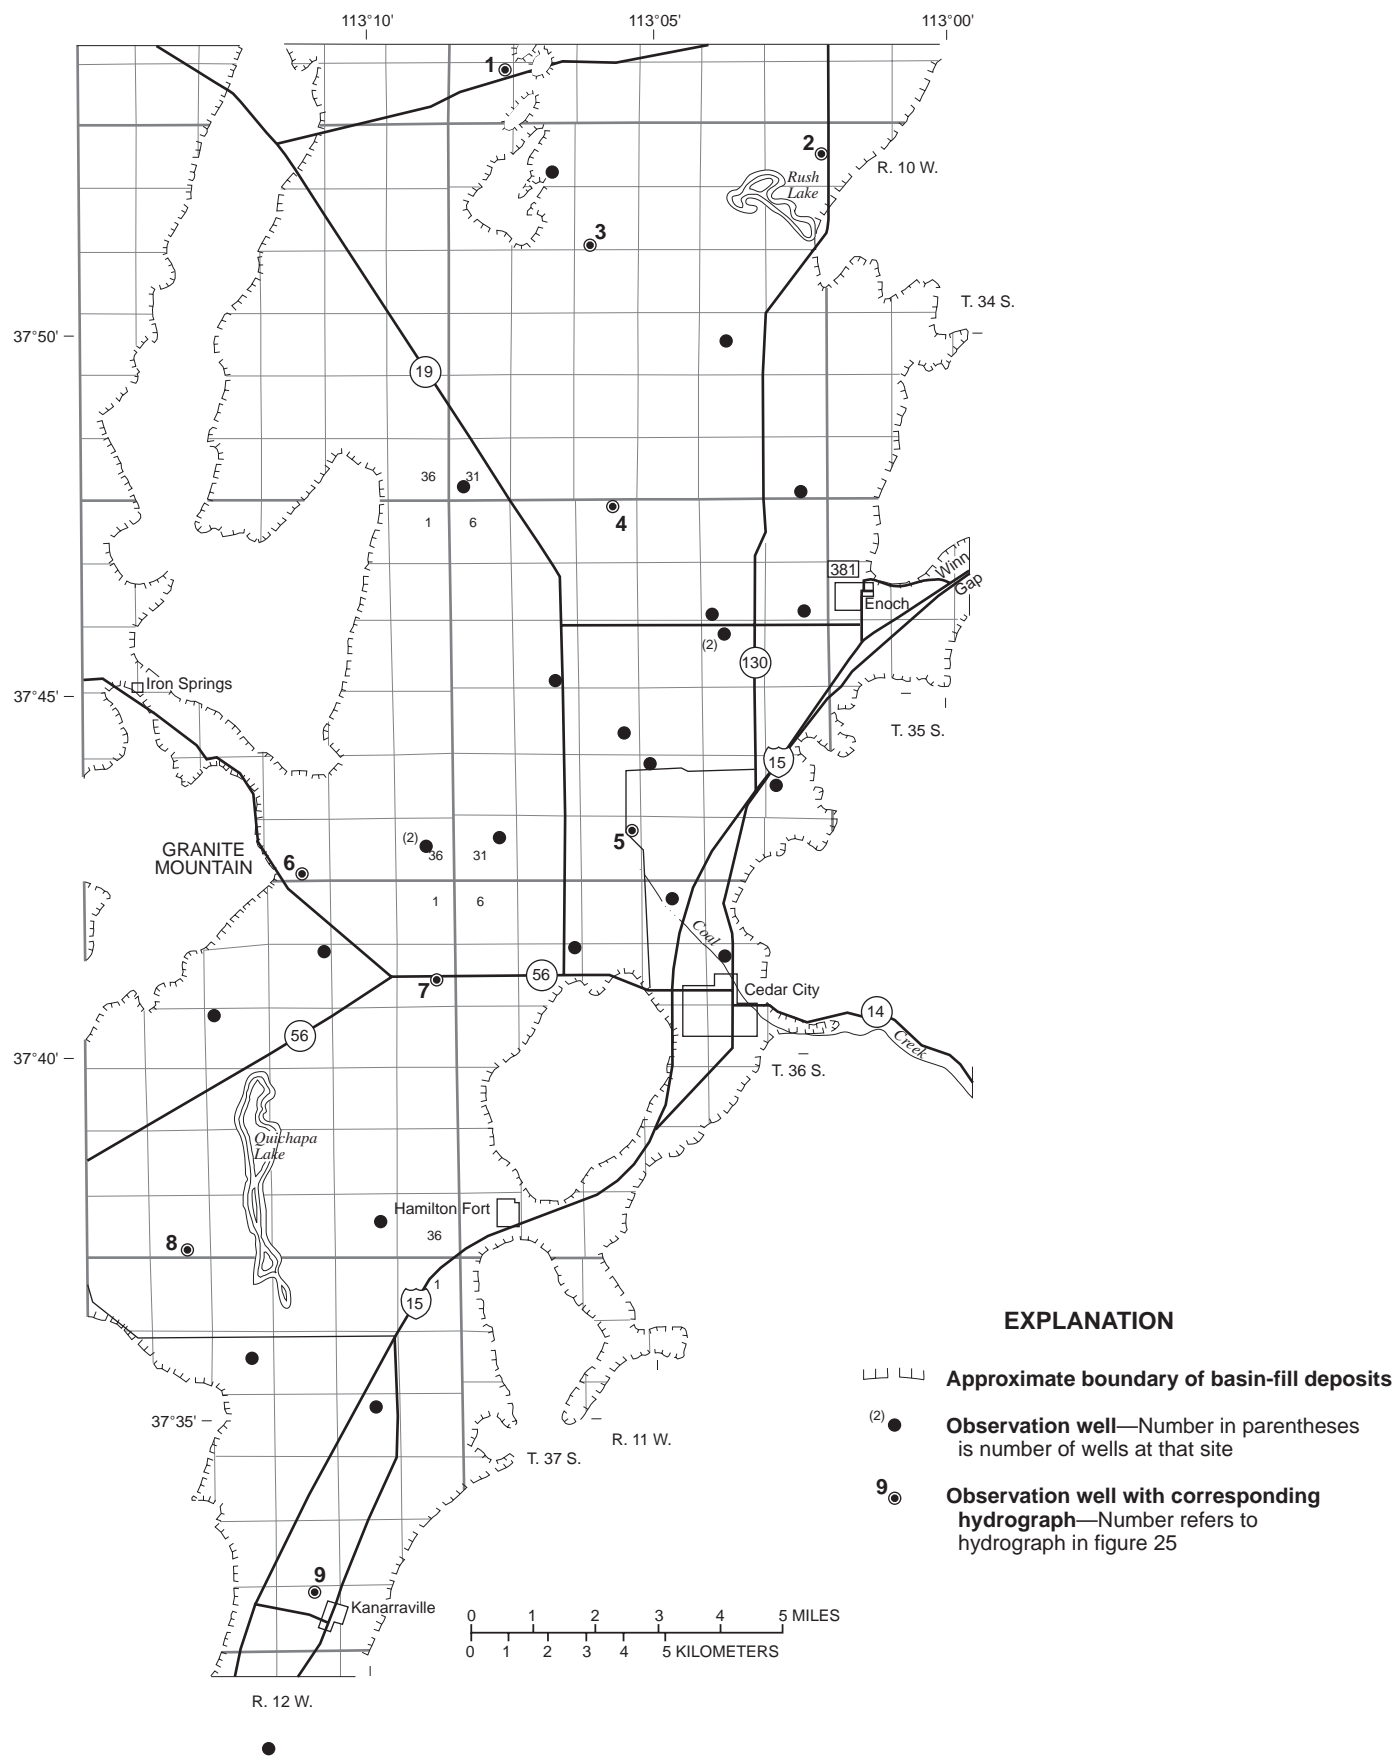 113°10'
113°05'
113°00'
1
2
R. 10 W.
Rush
Lake
3
T. 34 S.
37°50'
19
36
31
4
1
6
381
Winn
Gap
Enoch
(2)
130
Iron Springs
37°45'
T. 35 S.
15
5
(2)
36
31
GRANITE
MOUNTAIN
6
1
6
Coal
56
7
Cedar City
14
56
Creek
37°40'
T. 36 S.
Quichapa
Lake
Hamilton Fort
36
8
1
15
EXPLANATION
Approximate boundary of basin-fill deposits
37°35'
(2)
Observation well—Number in parentheses
is number of wells at that site
R. 11 W.
T. 37 S.
9
Observation well with corresponding
hydrograph—Number refers to
hydrograph in figure 25
9
Kanarraville
0 1 2 3 4 5 MILES
0 1 2 3 4 5 KILOMETERS
R. 12 W.